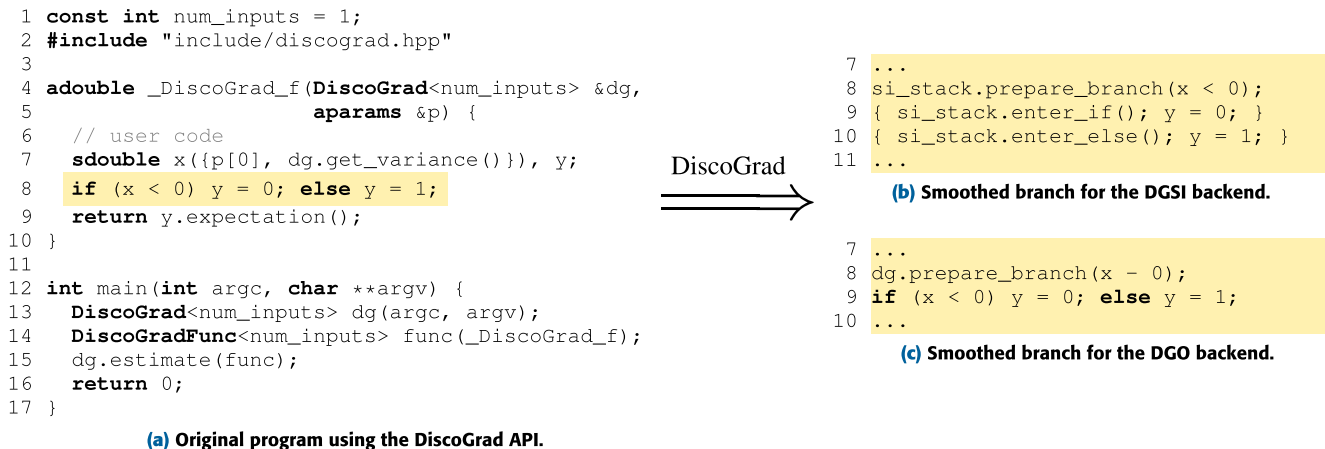 1 const int num_inputs = 1;
2 #include "include/discograd.hpp"
3
4 adouble _DiscoGrad_f(DiscoGrad<num_inputs> &dg,
5 aparams &p) {
6 // user code
7 sdouble x({p[0], dg.get_variance()}), y;
8 if (x < 0) y = 0; else y = 1;
9 return y.expectation();
10 }
11
12 int main(int argc, char **argv) {
13 DiscoGrad<num_inputs> dg(argc, argv);
14 DiscoGradFunc<num_inputs> func(_DiscoGrad_f);
15 dg.estimate(func);
16 return 0;
17 }
(a) Original program using the DiscoGrad API.
DiscoGrad
7 ...
8 si_stack.prepare_branch(x < 0);
9 { si_stack.enter_if(); y = 0; }
10 { si_stack.enter_else(); y = 1; }
11 ...
(b) Smoothed branch for the DGSI backend.
7 ...
8 dg.prepare_branch(x - 0);
9 if (x < 0) y = 0; else y = 1;
10 ...
(c) Smoothed branch for the DGO backend.